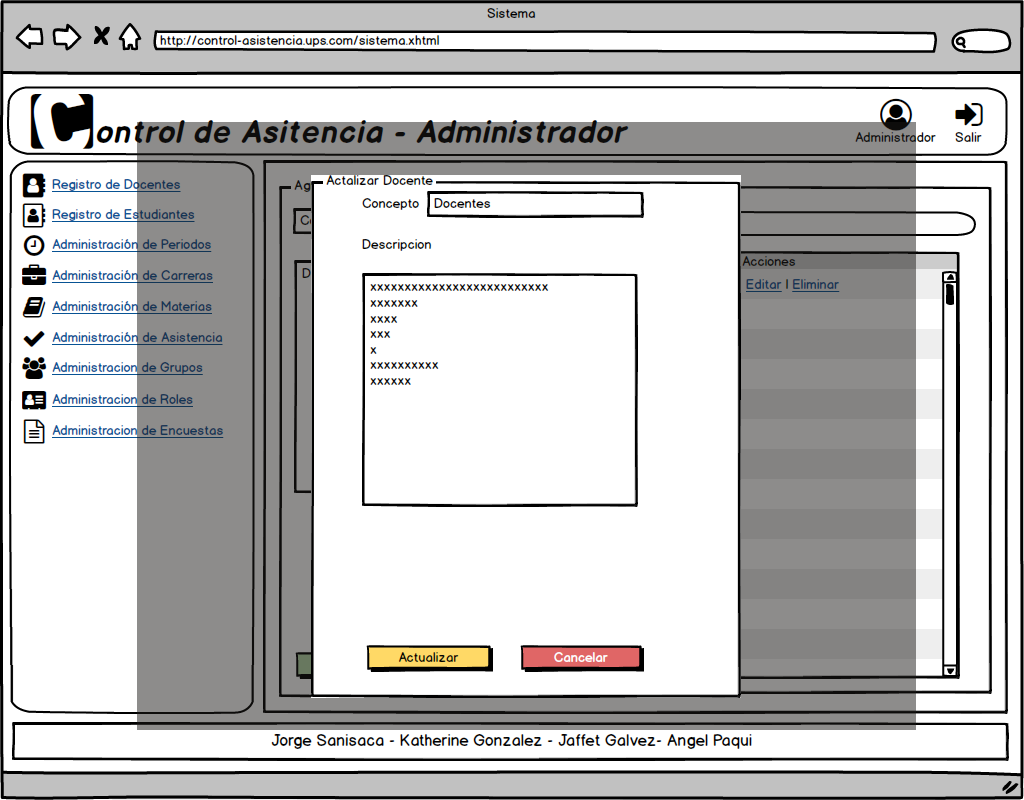 Sistema
http://control-asistencia.ups.com/sistema.xhtml
Control de Asitencia - Administrador
Administrador
Salir
Registro de Docentes
Registro de Estudiantes
Administración de Periodos
Administración de Carreras
Administración de Materias
Administración de Asistencia
Administracion de Grupos
Administracion de Roles
Administracion de Encuestas
Ag
C
D
Actalizar Docente
Concepto
Docentes
Descripcion
xxxxxxxxxxxxxxxxxxxxxxxxxx
xxxxxxx
xxxx
xxx
x
xxxxxxxxxx
xxxxxx
Actualizar
Cancelar
Acciones
Editar | Eliminar
Jorge Sanisaca - Katherine Gonzalez - Jaffet Galvez- Angel Paqui